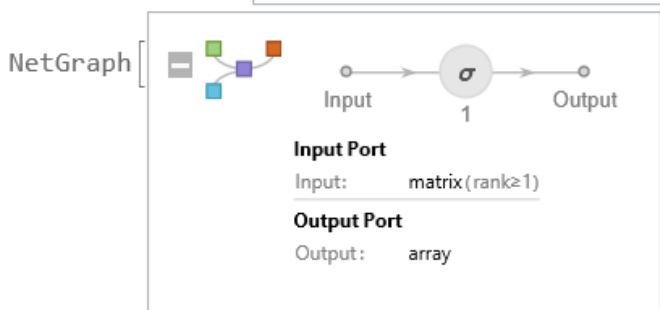 NetGraph[
σ
Input
Output
1
Input Port
Input: matrix (rank≥1)
Output Port
Output: array